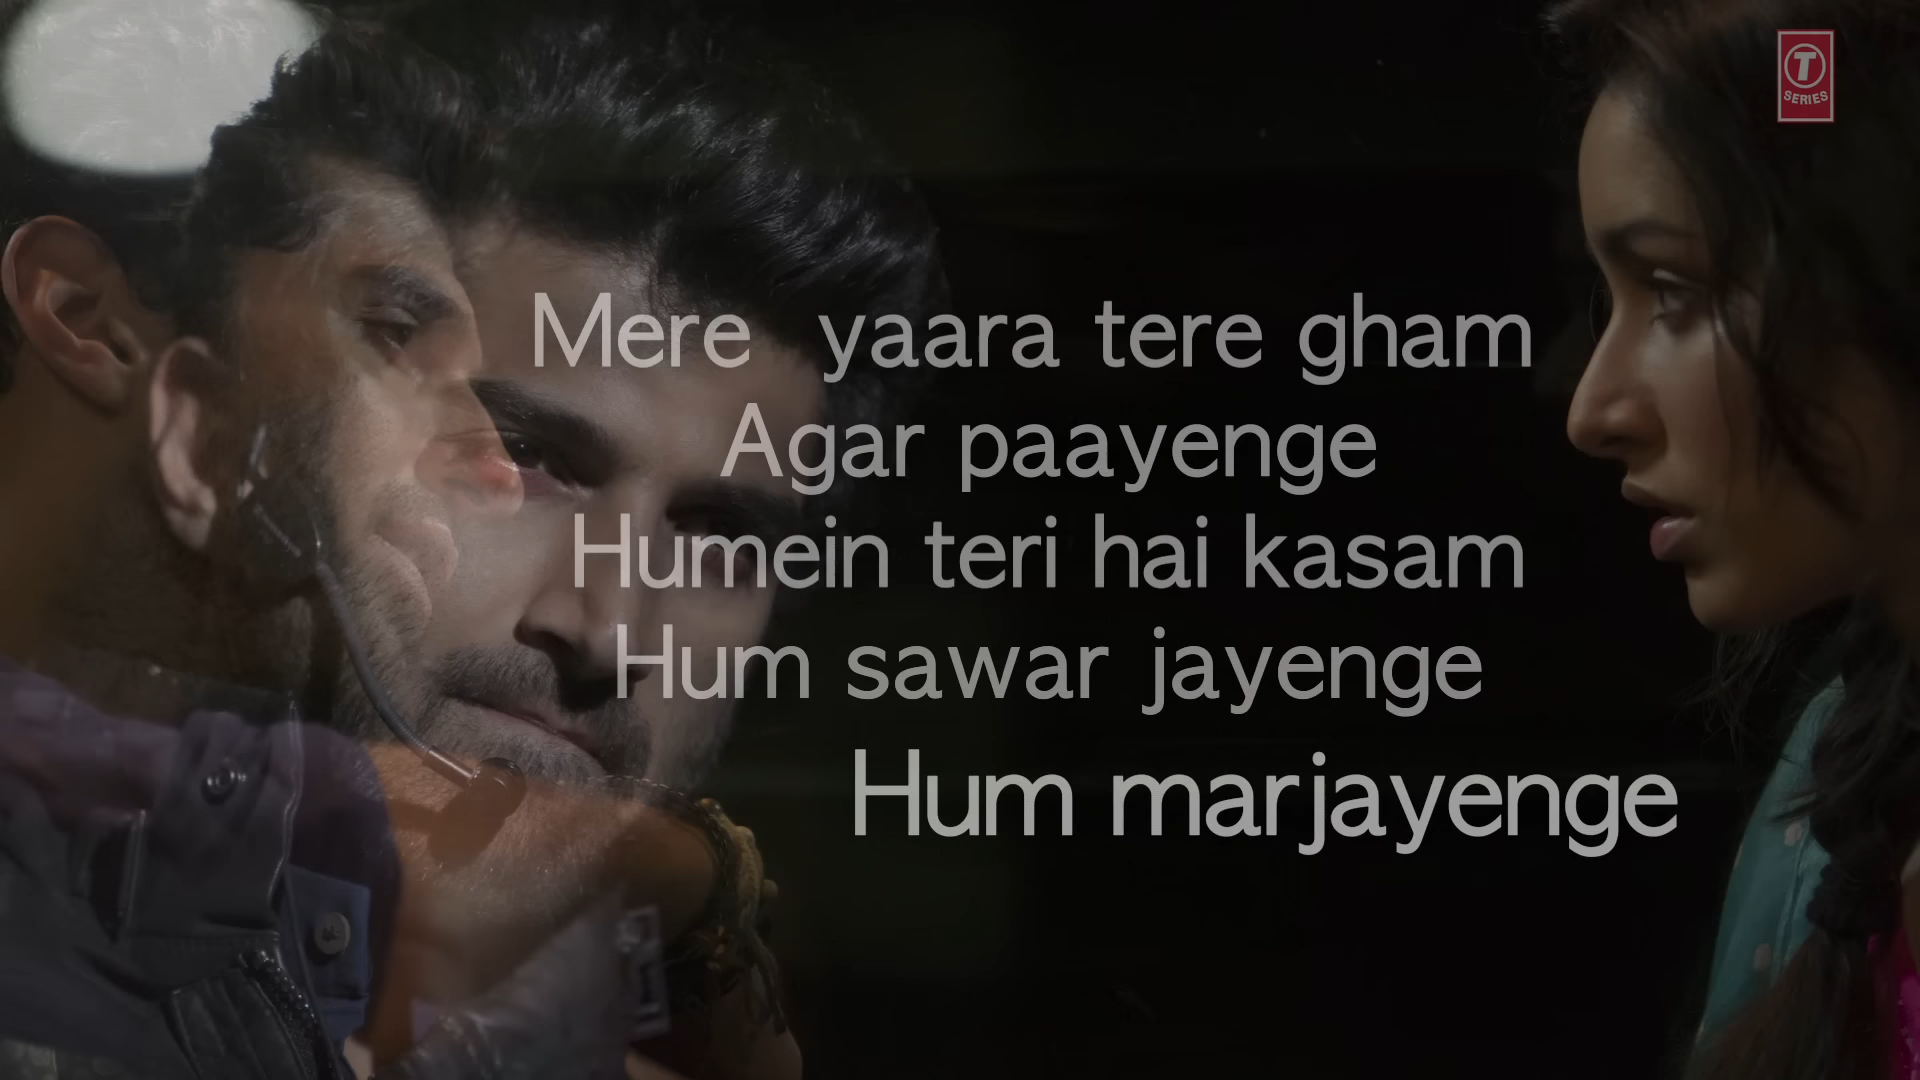 T
SERIES
Mere yaara tere gham
Agar paayenge
Humein teri hai kasam
Hum sawar jayenge
Hum marjayenge